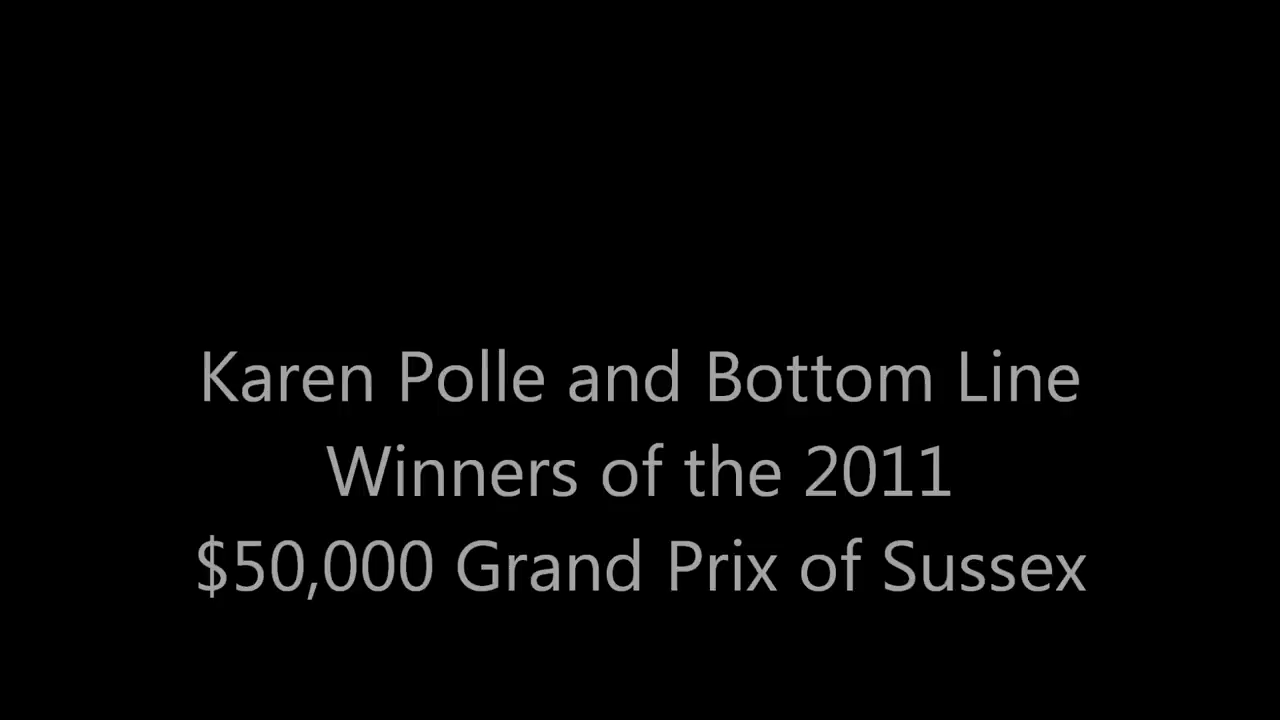 Karen Polle and Bottom Line
Winners of the 2011
$50,000 Grand Prix of Sussex